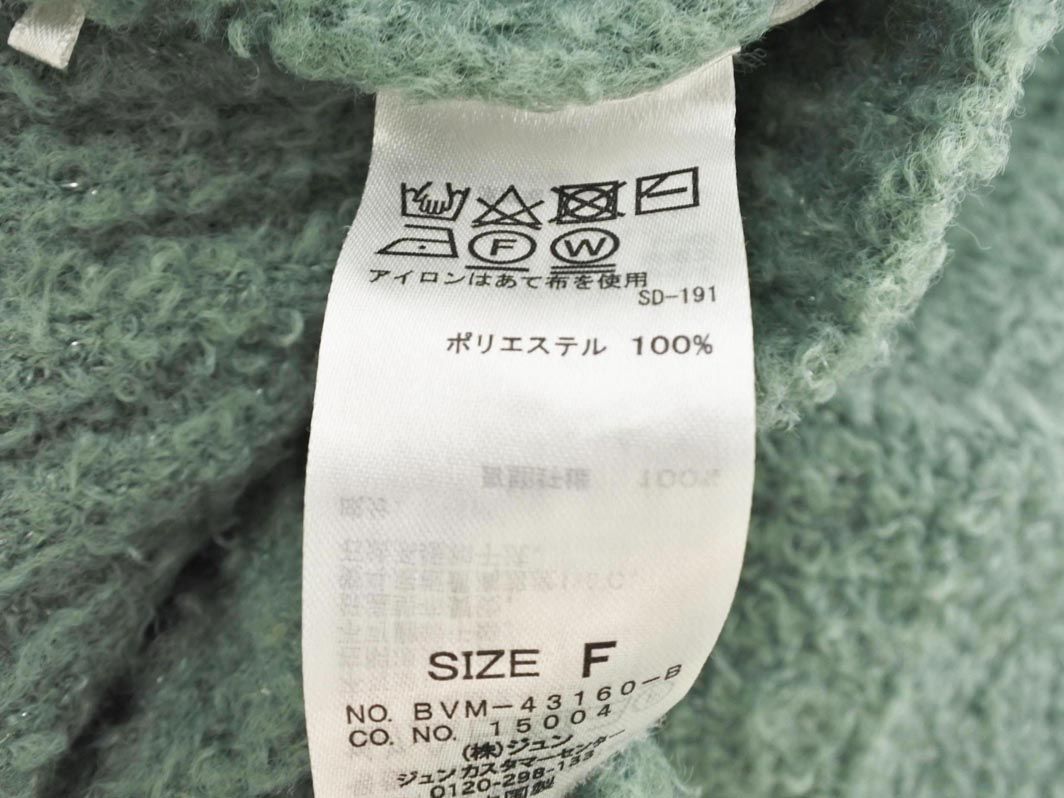 F W
アイロンはあて布を使用
SD-191
ポリエステル 100%
SIZE F
NO. BVM-43160-B
CO. NO. 15004
(株)ジュン
ジュンカスタマーセンター
0120-298-133